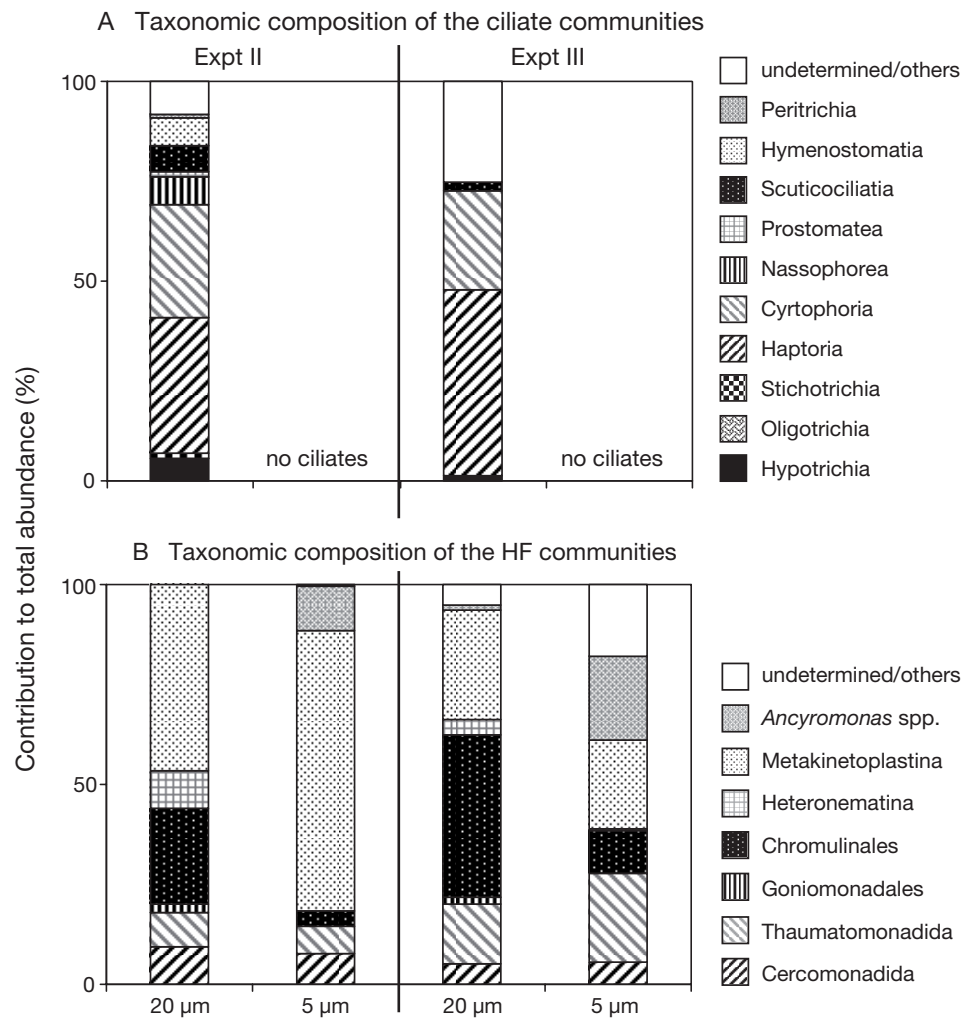 A Taxonomic composition of the ciliate communities
Expt II
Expt III
100
50
0
no ciliates
no ciliates
undetermined/others
Peritrichia
Hymenostomatia
Scuticociliatia
Prostomatea
Nassophorea
Cyrtophoria
Haptoria
Stichotrichia
Oligotrichia
Hypotrichia
Contribution to total abundance (%)
B Taxonomic composition of the HF communities
100
50
0
20 µm
5 µm
20 µm
5 µm
undetermined/others
Ancyromonas spp.
Metakinetoplastina
Heteronematina
Chromulinales
Goniomonadales
Thaumatomonadida
Cercomonadida